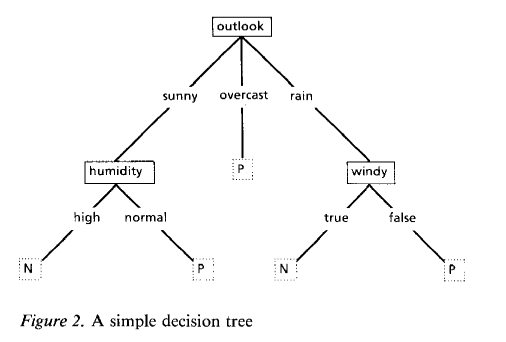 outlook
sunny overcast rain
humidity P windy
high normal true false
N P N P
Figure 2. A simple decision tree